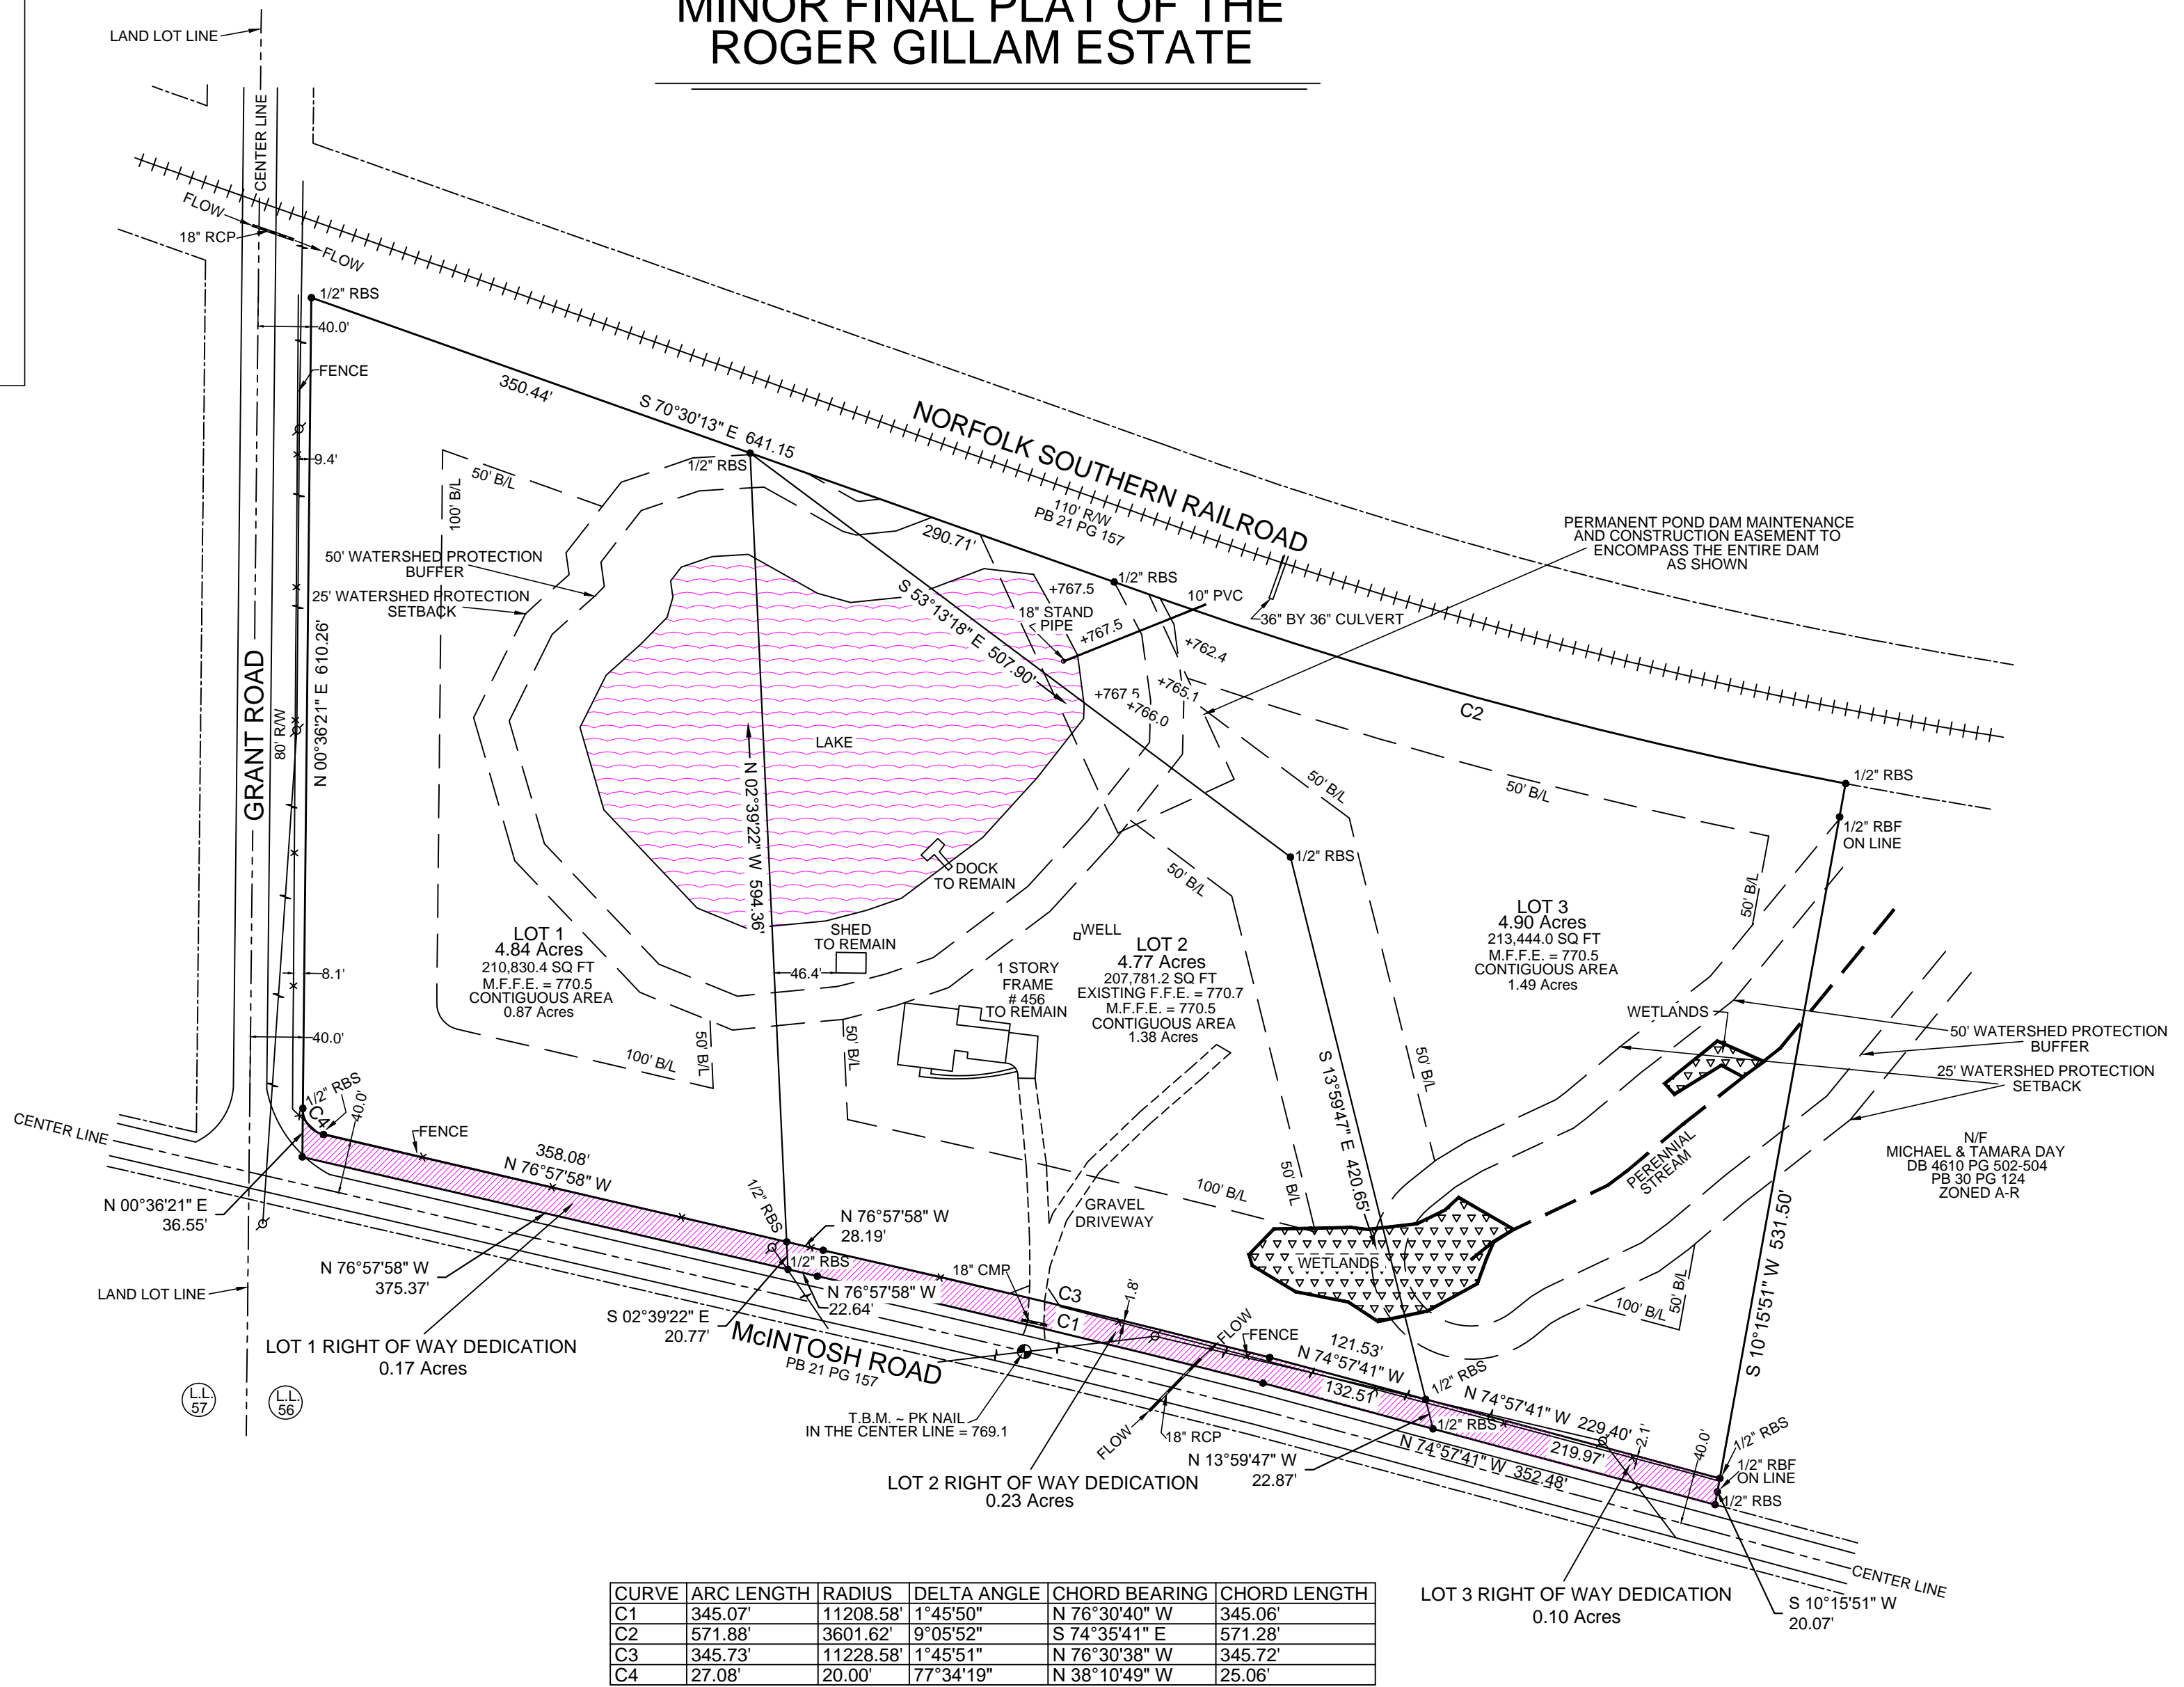 MINOR FINAL PLAT OF THE
ROGER GILLAM ESTATE
LAND LOT LINE
CENTER LINE
FLOW
18" RCP
FLOW
1/2" RBS
40.0'
FENCE
350.44'
S 70°30'13" E 641.15
9.4'
50' B/L
100' B/L
1/2" RBS
NORFOLK SOUTHERN RAILROAD
110' R/W
PB 21 PG 157
290.71'
PERMANENT POND DAM MAINTENANCE
AND CONSTRUCTION EASEMENT TO
ENCOMPASS THE ENTIRE DAM
AS SHOWN
50' WATERSHED PROTECTION
BUFFER
25' WATERSHED PROTECTION
SETBACK
1/2" RBS
+767.5
10" PVC
18" STAND
PIPE
+767.5
36" BY 36" CULVERT
+762.4
S 53°13'18" E 507.90'
+765.1
+767.5
+766.0
N 00°36'21" E 610.26'
GRANT ROAD
80' R/W
C2
LAKE
N 02°39'22" W 594.36'
50' B/L
50' B/L
1/2" RBS
1/2" RBF
ON LINE
DOCK
TO REMAIN
1/2" RBS
50' B/L
50' B/L
LOT 1
4.84 Acres
210,830.4 SQ FT
M.F.F.E. = 770.5
CONTIGUOUS AREA
0.87 Acres
SHED
TO REMAIN
46.4'
WELL
LOT 2
4.77 Acres
207,781.2 SQ FT
EXISTING F.F.E. = 770.7
M.F.F.E. = 770.5
CONTIGUOUS AREA
1.38 Acres
1 STORY
FRAME
# 456
TO REMAIN
LOT 3
4.90 Acres
213,444.0 SQ FT
M.F.F.E. = 770.5
CONTIGUOUS AREA
1.49 Acres
WETLANDS
8.1'
40.0'
50' B/L
50' B/L
100' B/L
50' WATERSHED PROTECTION
BUFFER
25' WATERSHED PROTECTION
SETBACK
S 13°59'47" E 420.65'
50' B/L
1/2" RBS
C4
40.0'
CENTER LINE
FENCE
358.08'
N 76°57'58" W
PERENNIAL
STREAM
N/F
MICHAEL & TAMARA DAY
DB 4610 PG 502-504
PB 30 PG 124
ZONED A-R
50' B/L
100' B/L
GRAVEL
DRIVEWAY
1/2" RBS
N 76°57'58" W
28.19'
N 00°36'21" E
36.55'
1/2" RBS
18" CMP
WETLANDS
S 10°15'51" W 531.50'
N 76°57'58" W
375.37'
N 76°57'58" W
22.64'
C3
C1
1.8'
50' B/L
100' B/L
LAND LOT LINE
S 02°39'22" E
20.77'
LOT 1 RIGHT OF WAY DEDICATION
0.17 Acres
McINTOSH ROAD
PB 21 PG 157
FLOW
FENCE
121.53'
N 74°57'41" W
132.51'
1/2" RBS
L.L.
57
L.L.
56
T.B.M. ~ PK NAIL
IN THE CENTER LINE = 769.1
FLOW
18" RCP
1/2" RBS
N 74°57'41" W 229.40'
219.97'
2.1'
40.0'
N 74°57'41" W 352.48'
N 13°59'47" W
22.87'
1/2" RBS
1/2" RBF
ON LINE
1/2" RBS
LOT 2 RIGHT OF WAY DEDICATION
0.23 Acres
CENTER LINE
LOT 3 RIGHT OF WAY DEDICATION
0.10 Acres
S 10°15'51" W
20.07'
CURVE ARC LENGTH RADIUS DELTA ANGLE CHORD BEARING CHORD LENGTH
C1 345.07' 11208.58' 1°45'50" N 76°30'40" W 345.06'
C2 571.88' 3601.62' 9°05'52" S 74°35'41" E 571.28'
C3 345.73' 11228.58' 1°45'51" N 76°30'38" W 345.72'
C4 27.08' 20.00' 77°34'19" N 38°10'49" W 25.06'